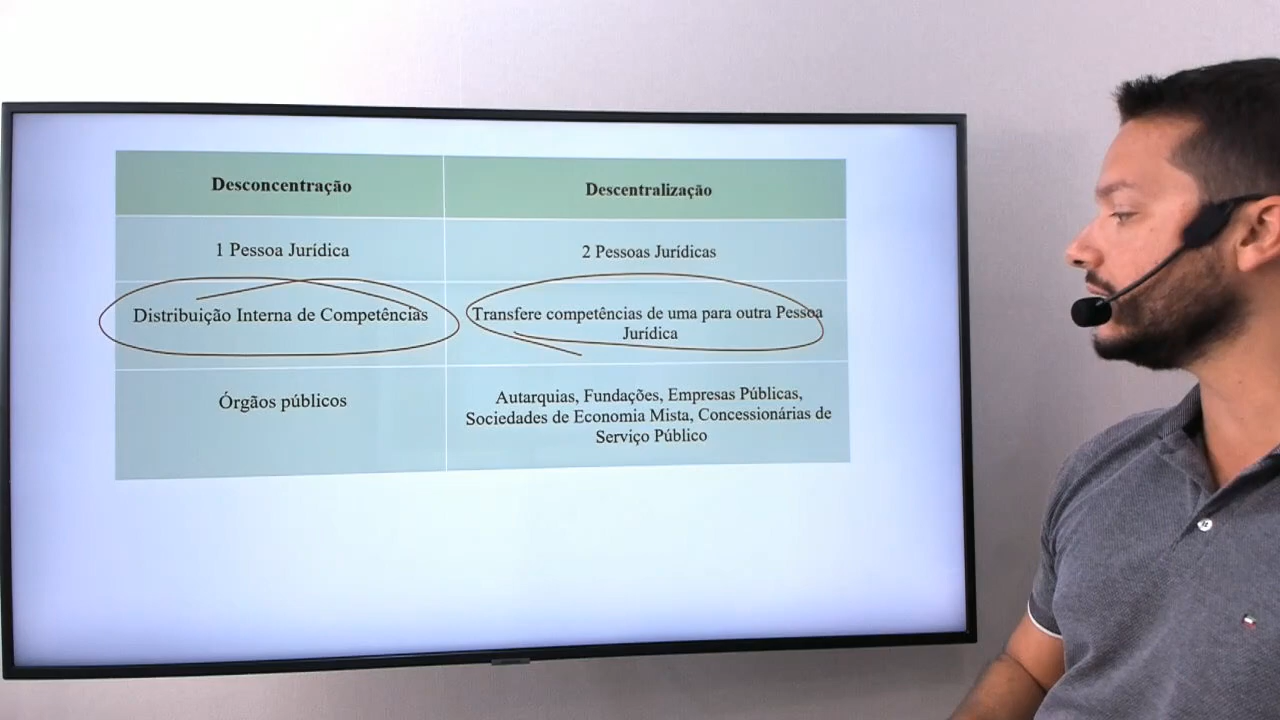 Desconcentração
Descentralização
1 Pessoa Jurídica
2 Pessoas Jurídicas
Distribuição Interna de Competências
Transfere competências de uma para outra Pessoa
Jurídica
Órgãos públicos
Autarquias, Fundações, Empresas Públicas,
Sociedades de Economia Mista, Concessionárias de
Serviço Público